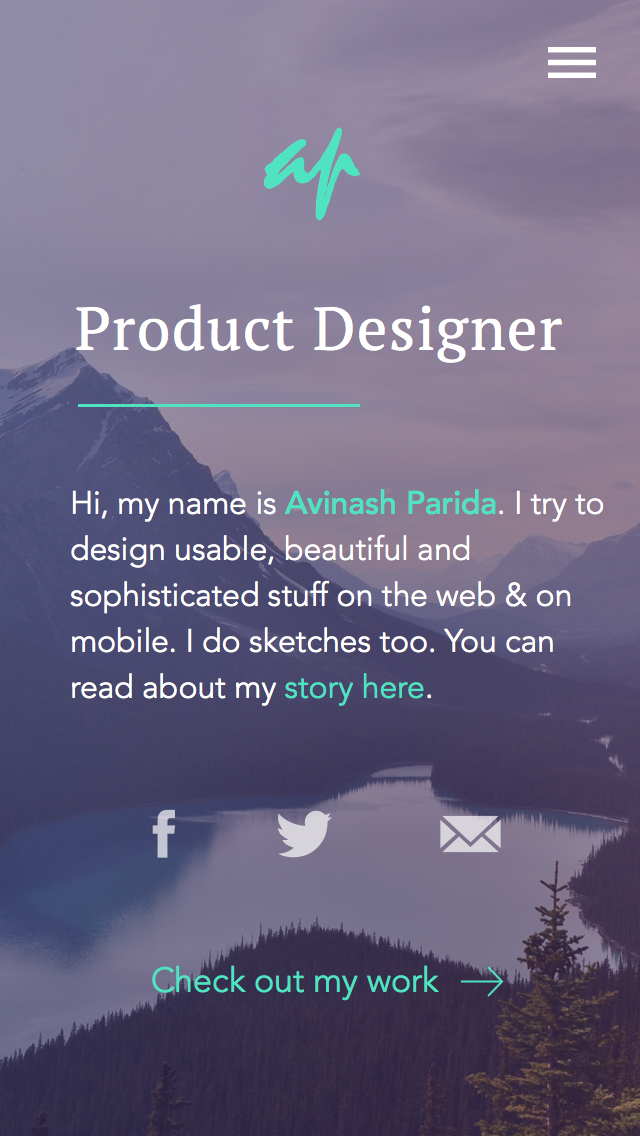 ap
Product Designer
Hi, my name is Avinash Parida. I try to
design usable, beautiful and
sophisticated stuff on the web & on
mobile. I do sketches too. You can
read about my story here.
Check out my work